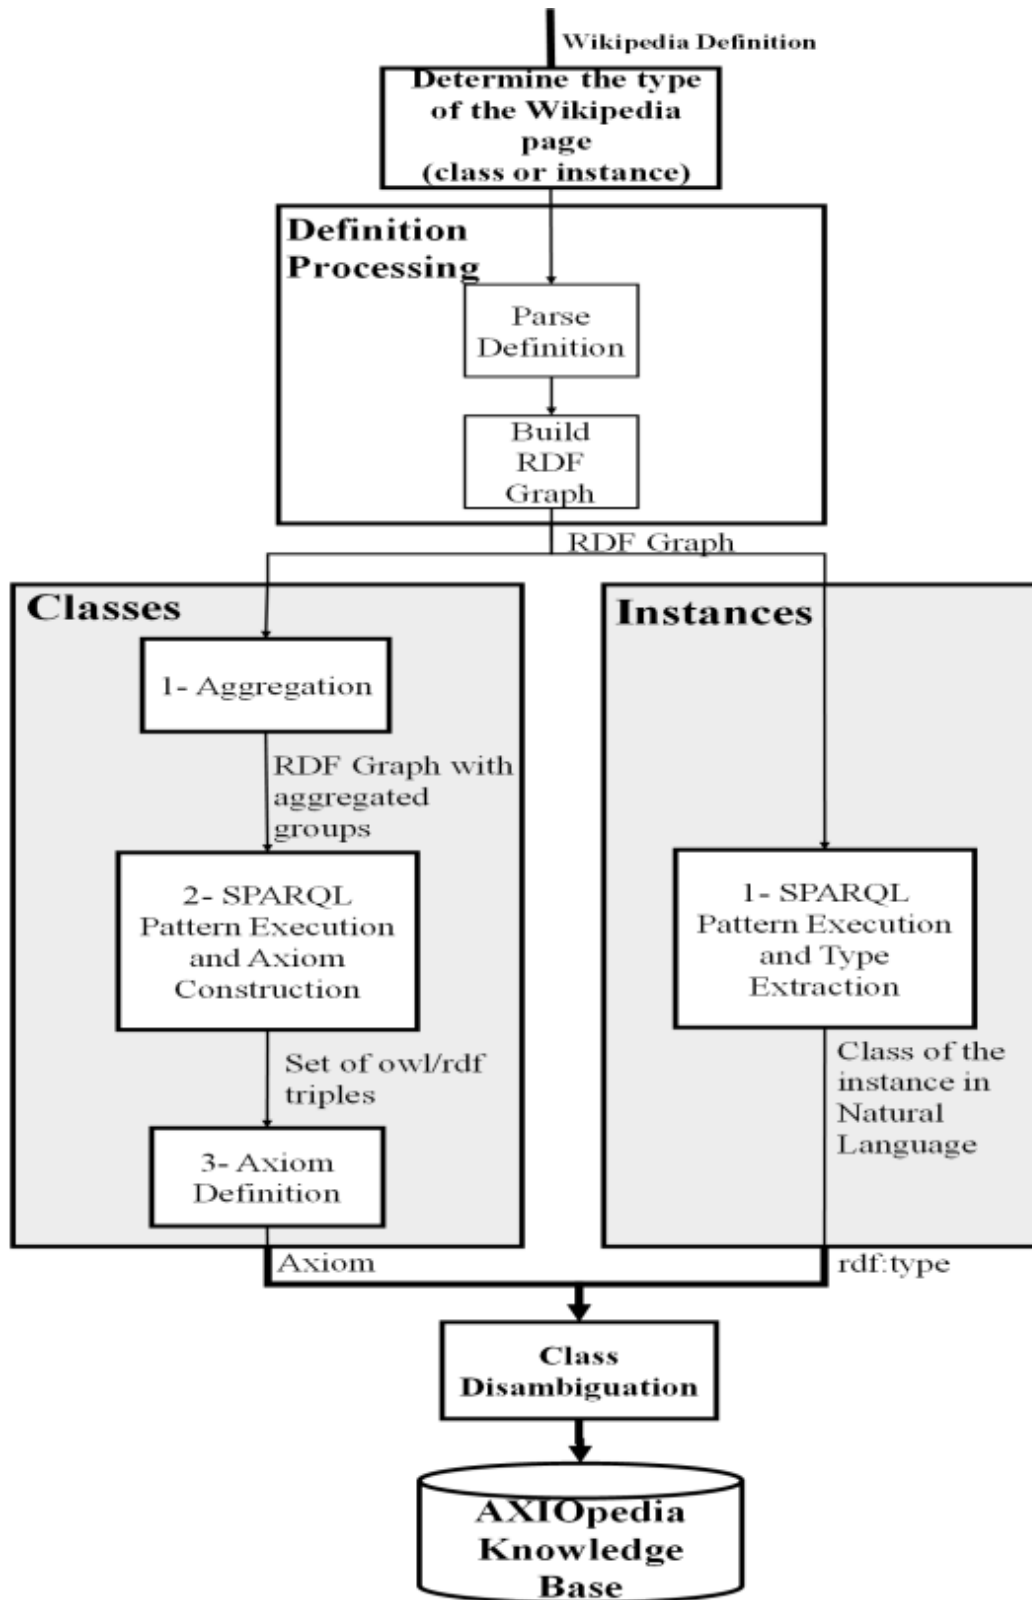 Wikipedia Definition
Determine the type
of the Wikipedia
page
(class or instance)
Definition
Processing
Parse
Definition
Build
RDF
Graph
RDF Graph
Classes
1- Aggregation
RDF Graph with
aggregated
groups
2- SPARQL
Pattern Execution
and Axiom
Construction
Set of owl/rdf
triples
3- Axiom
Definition
Axiom
Instances
1- SPARQL
Pattern Execution
and Type
Extraction
Class of the
instance in
Natural
Language
rdf:type
Class
Disambiguation
AXIOpedia
Knowledge
Base